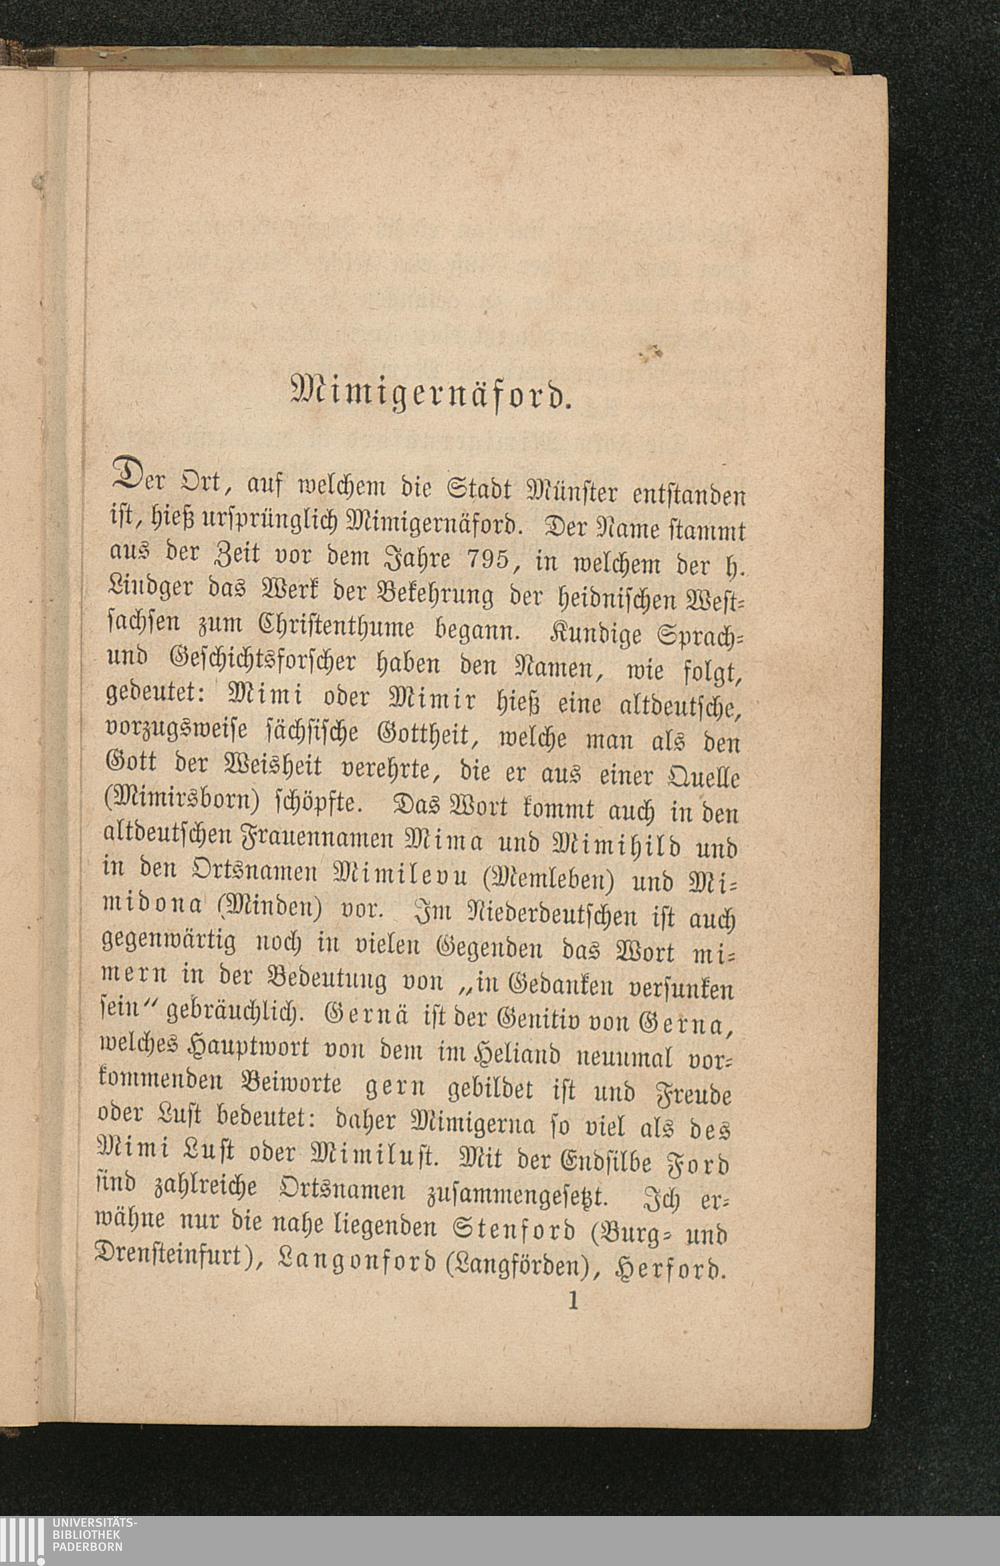 Mimigernäford.
Der Ort, auf welchem die Stadt Münster entstanden
ist, hieß ursprünglich Mimigernäford. Der Name stammt
aus der Zeit vor dem Jahre 795, in welchem der h.
Liudger das Werk der Bekehrung der heidnischen West-
sachsen zum Christenthume begann. Kundige Sprach-
und Geschichtsforscher haben den Namen, wie folgt,
gedeutet: Mimi oder Mimir hieß eine altdeutsche,
vorzugsweise sächsische Gottheit, welche man als den
Gott der Weisheit verehrte, die er aus einer Quelle
(Mimirsborn) schöpfte. Das Wort kommt auch in den
altdeutschen Frauennamen Mima und Mimihild und
in den Ortsnamen Mimilevu (Memleben) und Mi-
midona (Minden) vor. Im Niederdeutschen ist auch
gegenwärtig noch in vielen Gegenden das Wort mi-
mern in der Bedeutung von „in Gedanken versunken
sein“ gebräuchlich. Gernä ist der Genitiv von Gerna,
welches Hauptwort von dem im Heliand neunmal vor-
kommenden Beiworte gern gebildet ist und Freude
oder Lust bedeutet: daher Mimigerna so viel als des
Mimi Lust oder Mimilust. Mit der Endsilbe Ford
sind zahlreiche Ortsnamen zusammengesetzt. Ich er-
wähne nur die nahe liegenden Stenford (Burg- und
Drensteinfurt), Langonford (Langförden), Herford.
1
UNIVERSITÄTS-
BIBLIOTHEK
PADERBORN